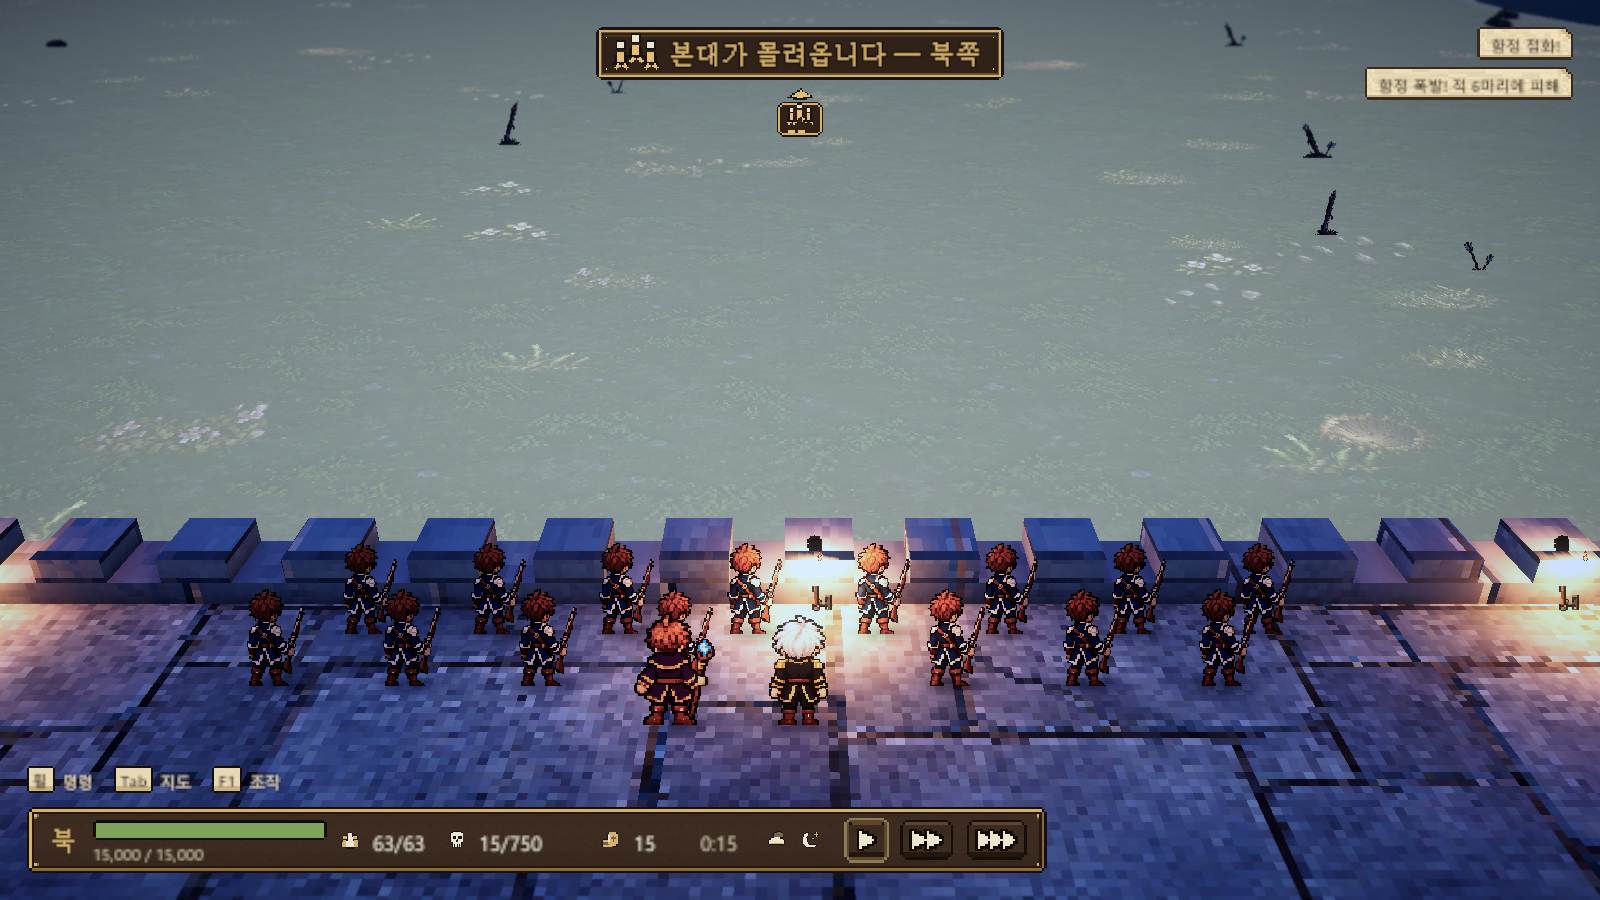 본대가 몰려옵니다 — 북쪽
함정 점화!
함정 폭발! 적 6마리에 피해
휠 명령 Tab 지도 F1 조작
북 15,000 / 15,000 63/63 15/750 15 0:15